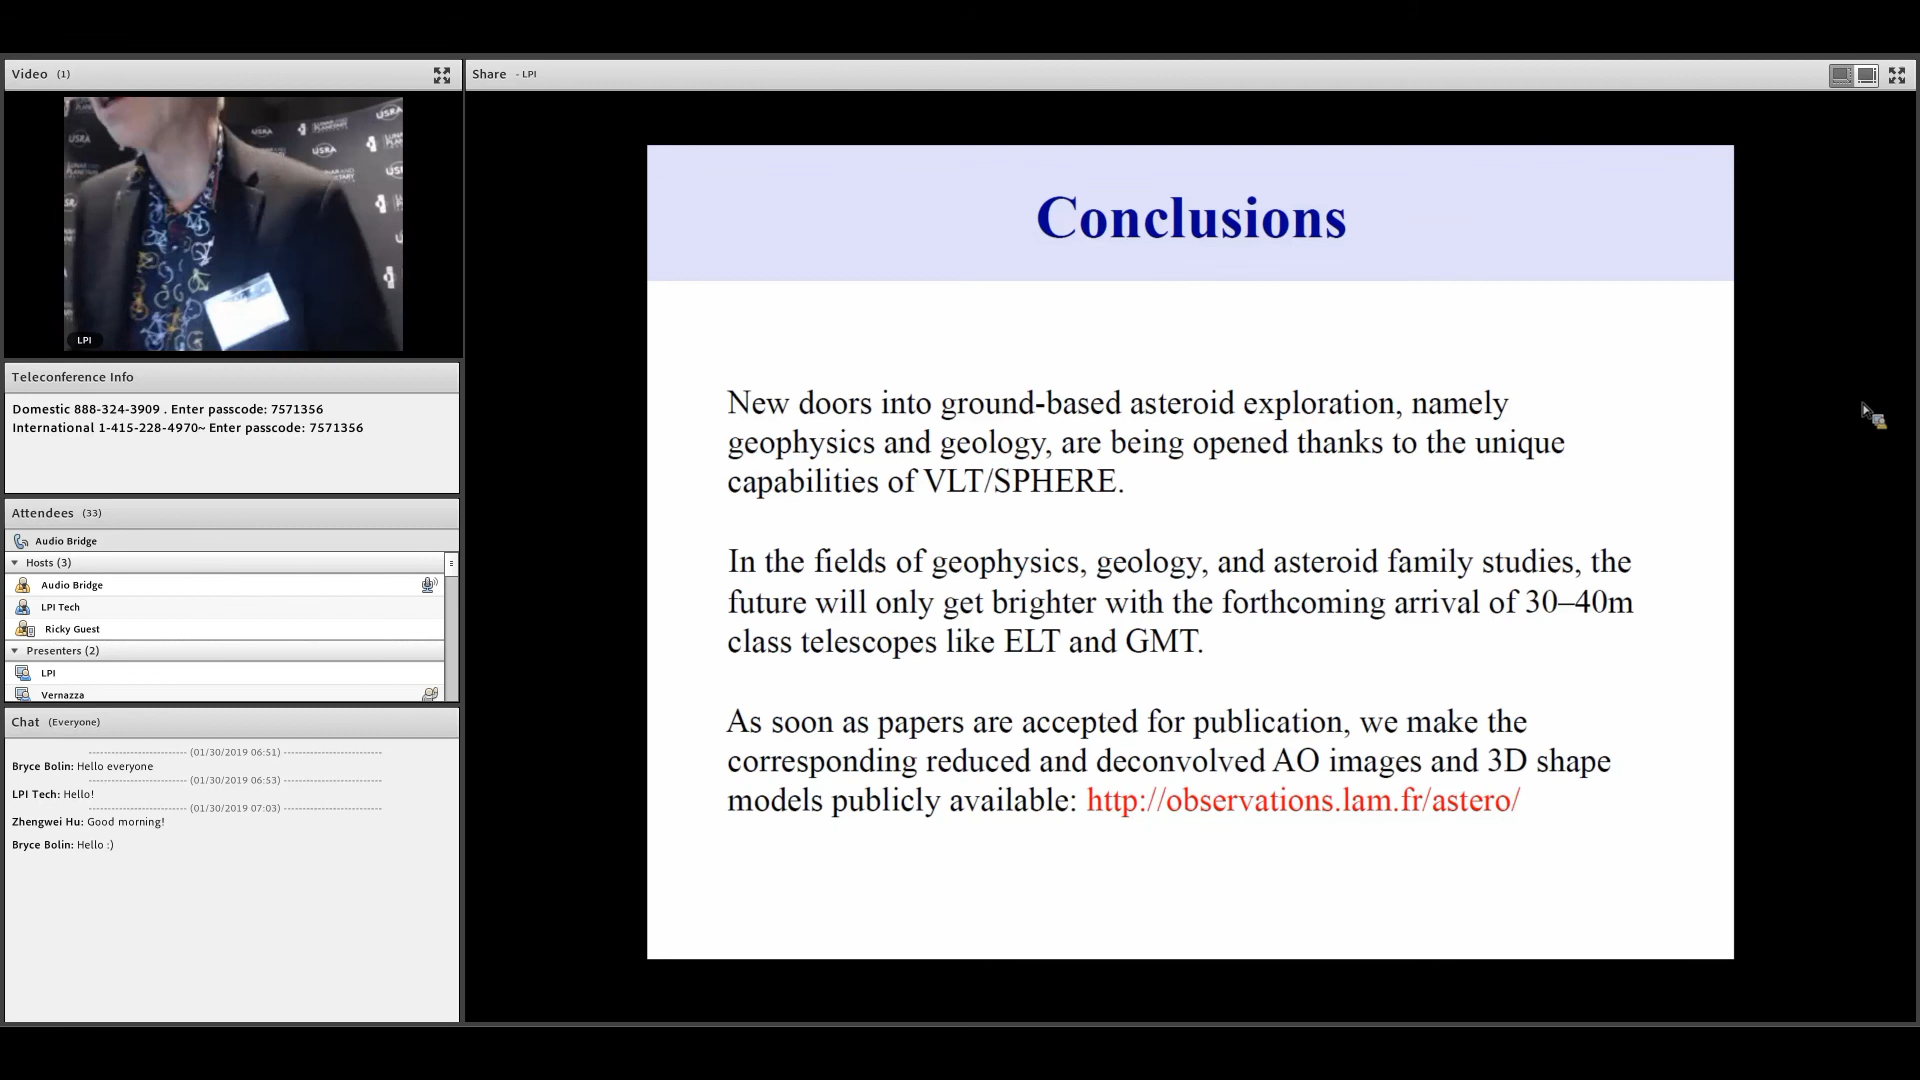 Video (1)
USRA
USRA
USRA
LPI
Teleconference Info
Domestic 888-324-3909 . Enter passcode: 7571356
International 1-415-228-4970~ Enter passcode: 7571356
Attendees (33)
Audio Bridge
Hosts (3)
Audio Bridge
LPI Tech
Ricky Guest
Presenters (2)
LPI
Vernazza
Chat (Everyone)
(01/30/2019 06:51)
Bryce Bolin: Hello everyone
(01/30/2019 06:53)
LPI Tech: Hello!
(01/30/2019 07:03)
Zhengwei Hu: Good morning!
Bryce Bolin: Hello :)
Share - LPI
Conclusions
New doors into ground-based asteroid exploration, namely
geophysics and geology, are being opened thanks to the unique
capabilities of VLT/SPHERE.
In the fields of geophysics, geology, and asteroid family studies, the
future will only get brighter with the forthcoming arrival of 30–40m
class telescopes like ELT and GMT.
As soon as papers are accepted for publication, we make the
corresponding reduced and deconvolved AO images and 3D shape
models publicly available: http://observations.lam.fr/astero/